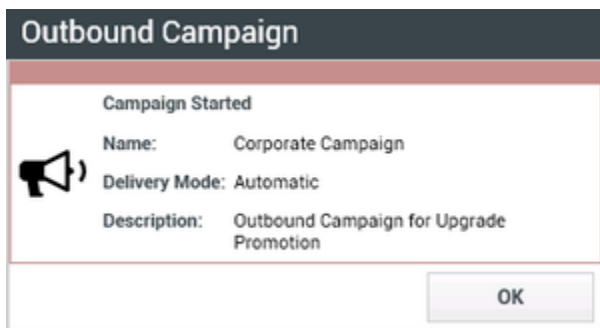 Outbound Campaign
Campaign Started
Name: Corporate Campaign
Delivery Mode: Automatic
Description: Outbound Campaign for Upgrade
Promotion
OK